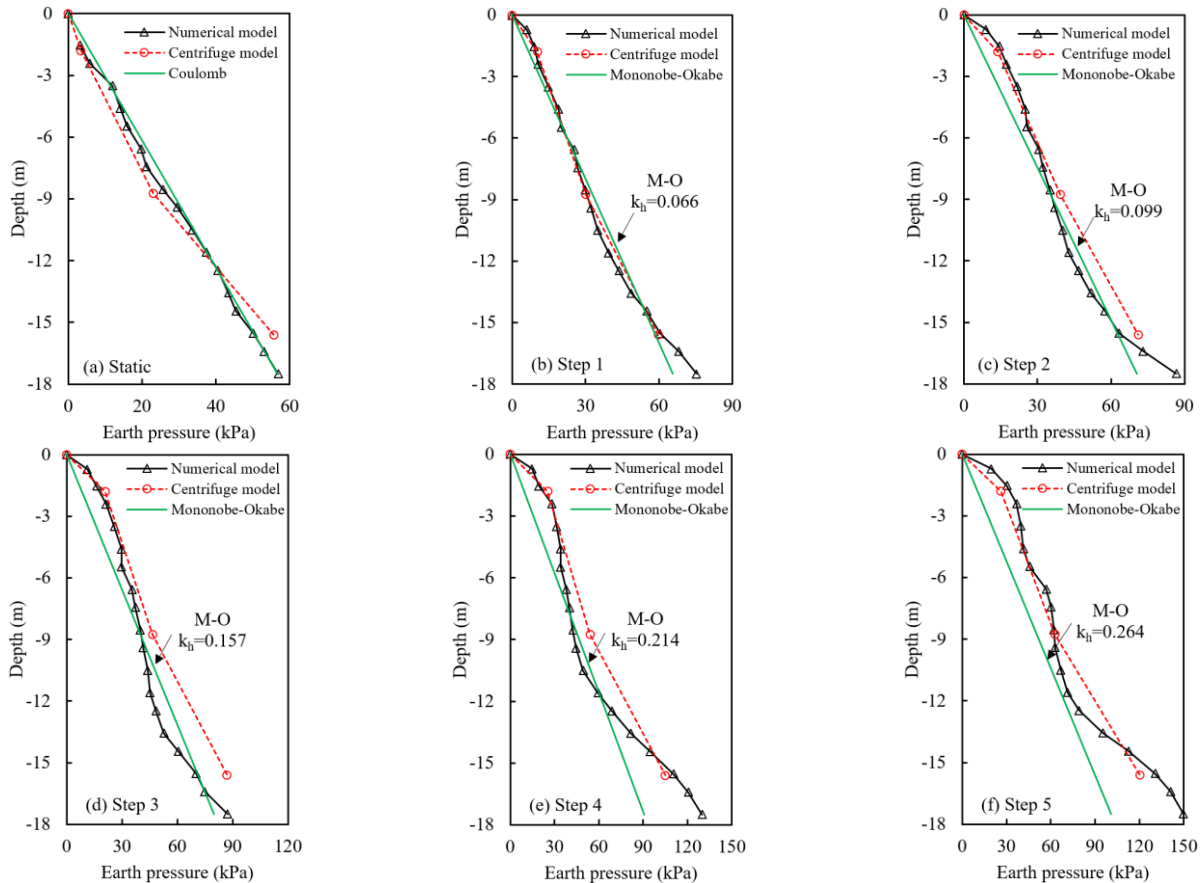 0
-3
-6
-9
-12
-15
-18
Depth (m)
Numerical model
Centrifuge model
Coulomb
(a) Static
0 20 40 60
Earth pressure (kPa)
0
-3
-6
-9
-12
-15
-18
Depth (m)
Numerical model
Centrifuge model
Mononobe-Okabe
M-O
kh=0.066
(b) Step 1
0 30 60 90
Earth pressure (kPa)
0
-3
-6
-9
-12
-15
-18
Depth (m)
Numerical model
Centrifuge model
Mononobe-Okabe
M-O
kh=0.099
(c) Step 2
0 30 60 90
Earth pressure (kPa)
0
-3
-6
-9
-12
-15
-18
Depth (m)
Numerical model
Centrifuge model
Mononobe-Okabe
M-O
kh=0.157
(d) Step 3
0 30 60 90 120
Earth pressure (kPa)
0
-3
-6
-9
-12
-15
-18
Depth (m)
Numerical model
Centrifuge model
Mononobe-Okabe
M-O
kh=0.214
(e) Step 4
0 30 60 90 120 150
Earth pressure (kPa)
0
-3
-6
-9
-12
-15
-18
Depth (m)
Numerical model
Centrifuge model
Mononobe-Okabe
M-O
kh=0.264
(f) Step 5
0 30 60 90 120 150
Earth pressure (kPa)